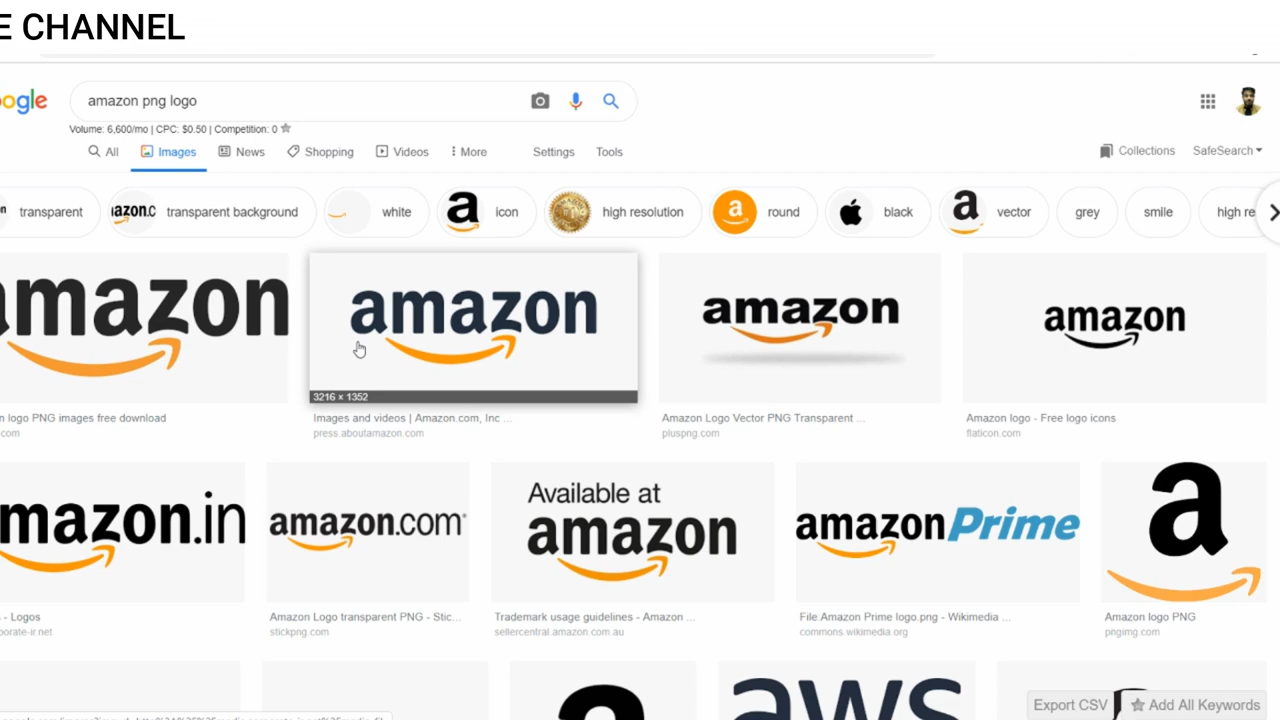 E CHANNEL
ogle
amazon png logo
Volume: 6,600/mo | CPC: $0.50 | Competition: 0
All Images News Shopping Videos More Settings Tools
Collections SafeSearch
transparent
azon.c transparent background
white
a icon
high resolution
a round
black
a vector
grey
smile
high re
amazon
amazon
amazon
amazon
3216 × 1352
n logo PNG images free download
.com
Images and videos | Amazon.com, Inc ...
press.aboutamazon.com
Amazon Logo Vector PNG Transparent ...
pluspng.com
Amazon logo - Free logo icons
flaticon.com
mazon.in
amazon.com
Available at
amazon
amazon Prime
a
- Logos
orate-ir.net
Amazon Logo transparent PNG - Stic...
stickpng.com
Trademark usage guidelines - Amazon ...
sellercentral.amazon.com.au
File:Amazon Prime logo.png - Wikimedia ...
commons.wikimedia.org
Amazon logo PNG
pngimg.com
aws
Export CSV
Add All Keywords